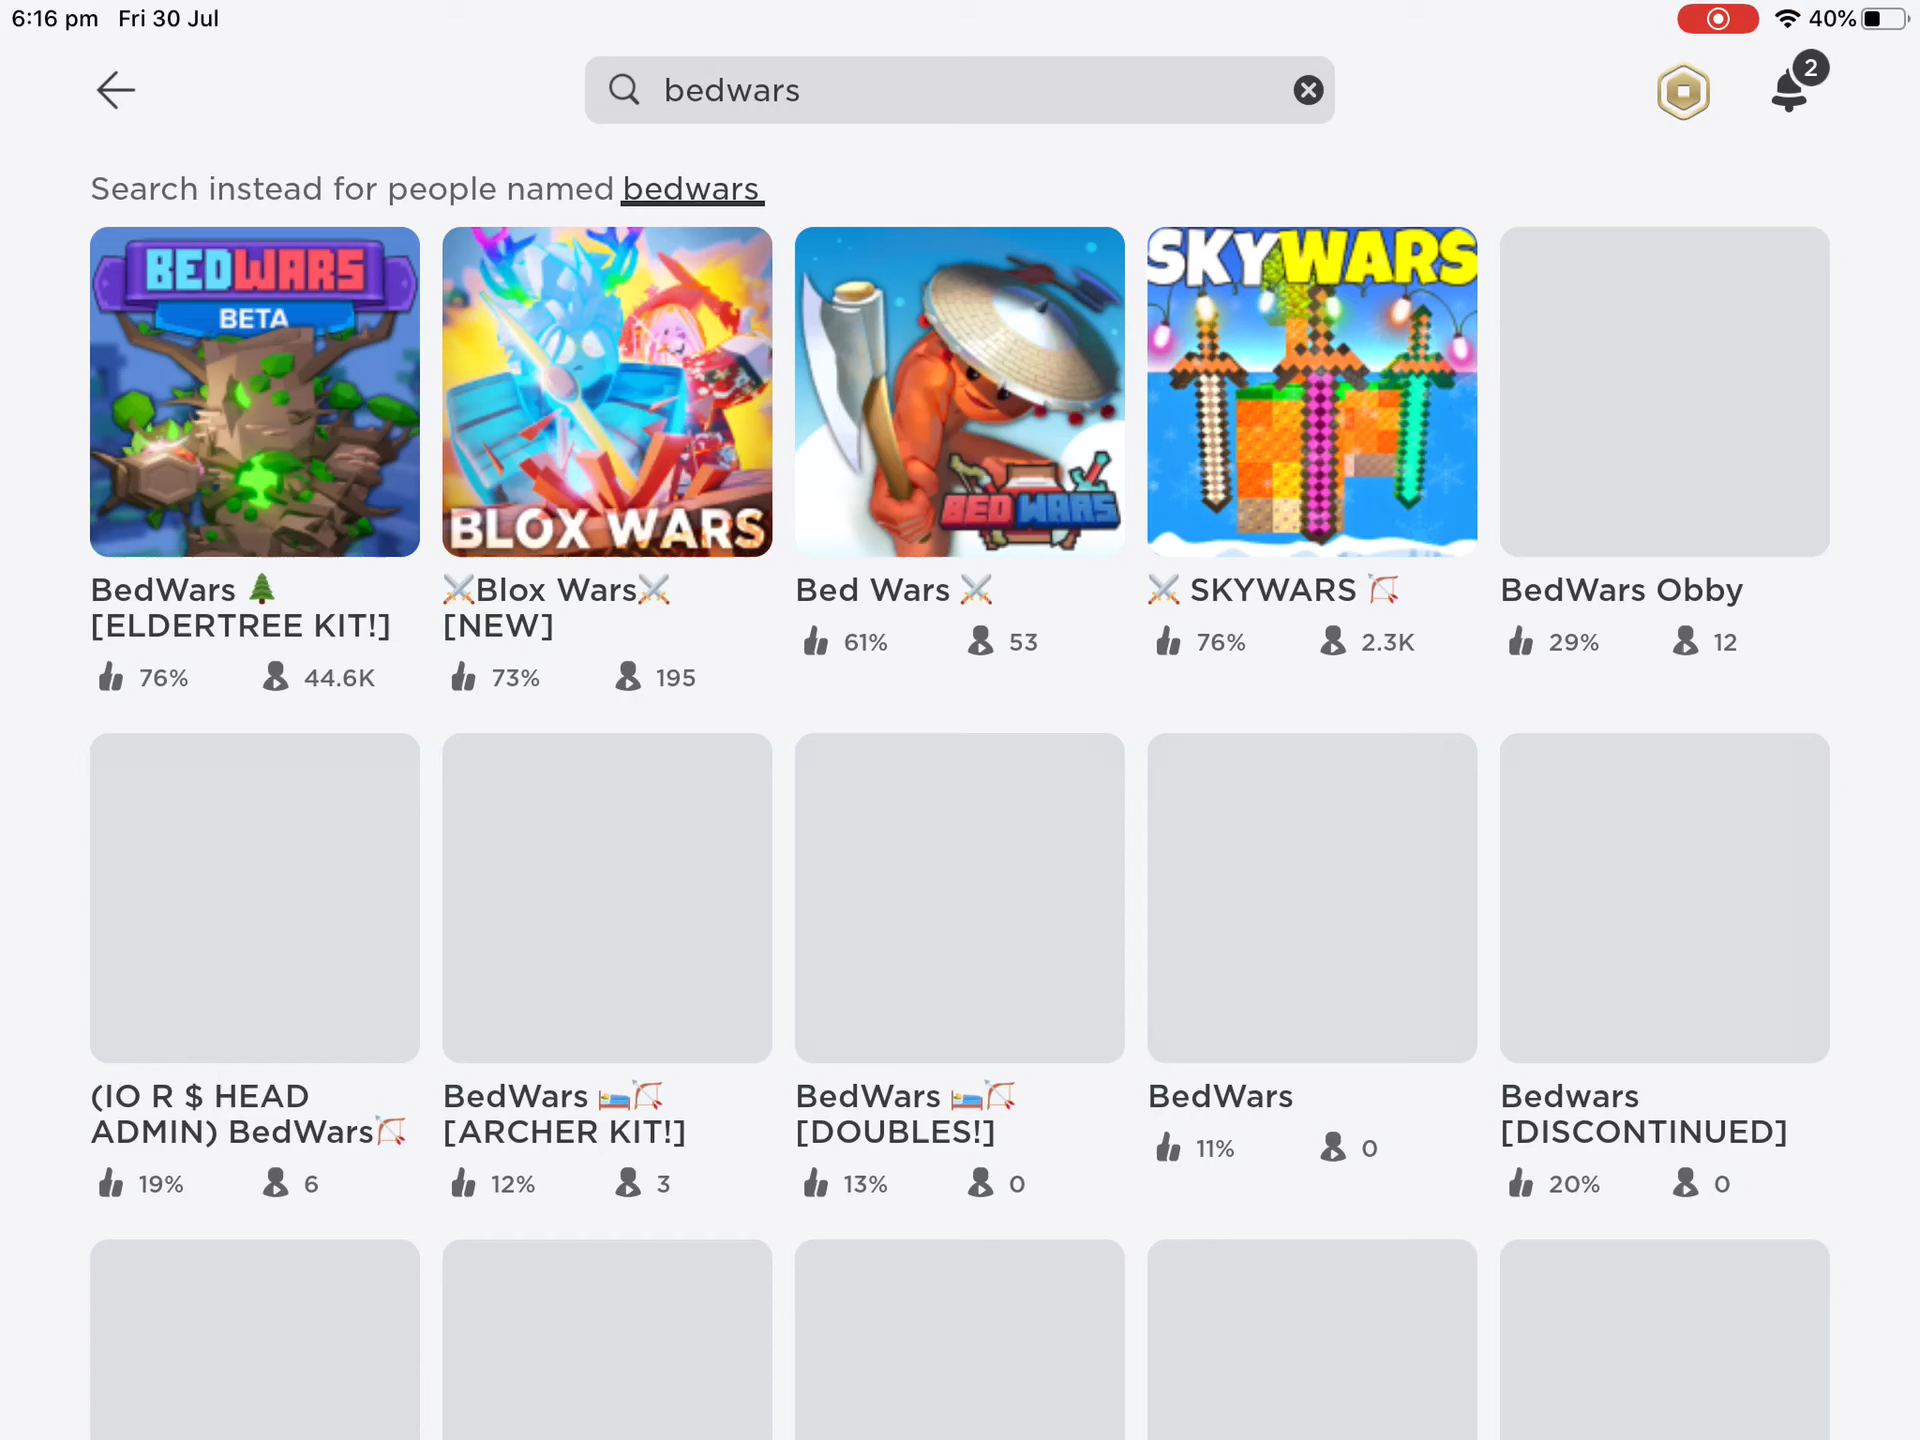 6:16 pm Fri 30 Jul
40%
bedwars
2
Search instead for people named bedwars
BEDWARS
BETA
BLOX WARS
BED WARS
SKYWARS
BedWars 🌲
[ELDERTREE KIT!]
76% 44.6K
⚔️Blox Wars⚔️
[NEW]
73% 195
Bed Wars ⚔️
61% 53
⚔️ SKYWARS 🏹
76% 2.3K
BedWars Obby
29% 12
(IO R $ HEAD
ADMIN) BedWars🏹
19% 6
BedWars 🛏️🏹
[ARCHER KIT!]
12% 3
BedWars 🛏️🏹
[DOUBLES!]
13% 0
BedWars
11% 0
Bedwars
[DISCONTINUED]
20% 0